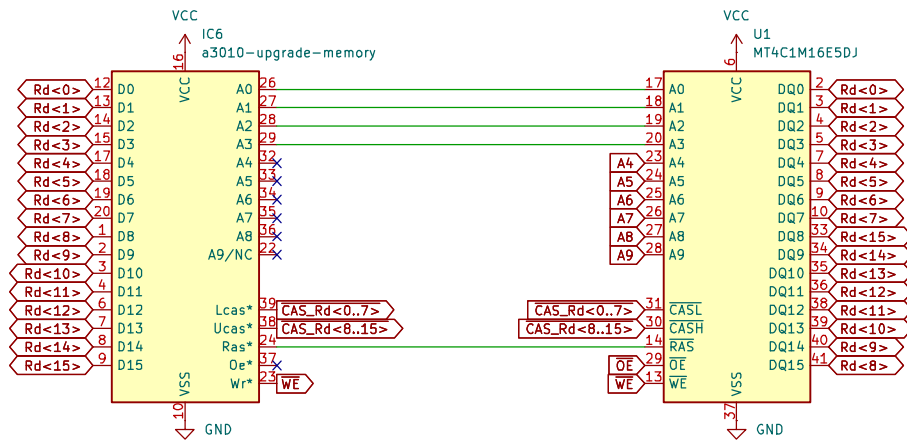 VCC
IC6
a3010-upgrade-memory
16
VCC
Rd<0> 12 D0 A0 26
Rd<1> 13 D1 A1 27
Rd<2> 14 D2 A2 28
Rd<3> 15 D3 A3 29
Rd<4> 17 D4 A4 32
Rd<5> 18 D5 A5 33
Rd<6> 19 D6 A6 34
Rd<7> 20 D7 A7 35
Rd<8> 1 D8 A8 36
Rd<9> 2 D9 A9/NC 22
Rd<10> 3 D10
Rd<11> 4 D11
Rd<12> 6 D12 Lcas* 39 CAS_Rd<0..7>
Rd<13> 7 D13 Ucas* 38 CAS_Rd<8..15>
Rd<14> 8 D14 Ras* 24
Rd<15> 9 D15 Oe* 37
Wr* 23 WE
VSS
10
GND
VCC
U1
MT4C1M16E5DJ
6
VCC
17 A0 DQ0 2 Rd<0>
18 A1 DQ1 3 Rd<1>
19 A2 DQ2 4 Rd<2>
20 A3 DQ3 5 Rd<3>
A4 23 A4 DQ4 7 Rd<4>
A5 24 A5 DQ5 8 Rd<5>
A6 25 A6 DQ6 9 Rd<6>
A7 26 A7 DQ7 10 Rd<7>
A8 27 A8 DQ8 33 Rd<15>
A9 28 A9 DQ9 34 Rd<14>
DQ10 35 Rd<13>
DQ11 36 Rd<12>
CAS_Rd<0..7> 31 CASL DQ12 38 Rd<11>
CAS_Rd<8..15> 30 CASH DQ13 39 Rd<10>
14 RAS DQ14 40 Rd<9>
OE 29 OE DQ15 41 Rd<8>
WE 13 WE
VSS
37
GND